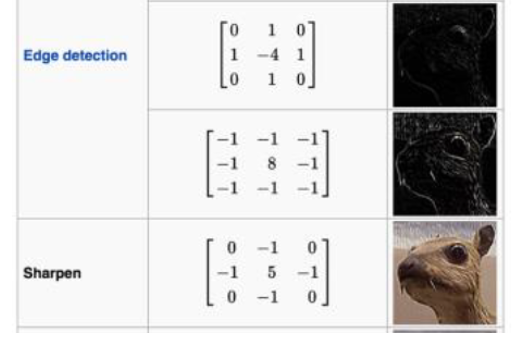 Edge detection
0 1 0
1 −4 1
0 1 0
−1 −1 −1
−1 8 −1
−1 −1 −1
Sharpen
0 −1 0
−1 5 −1
0 −1 0